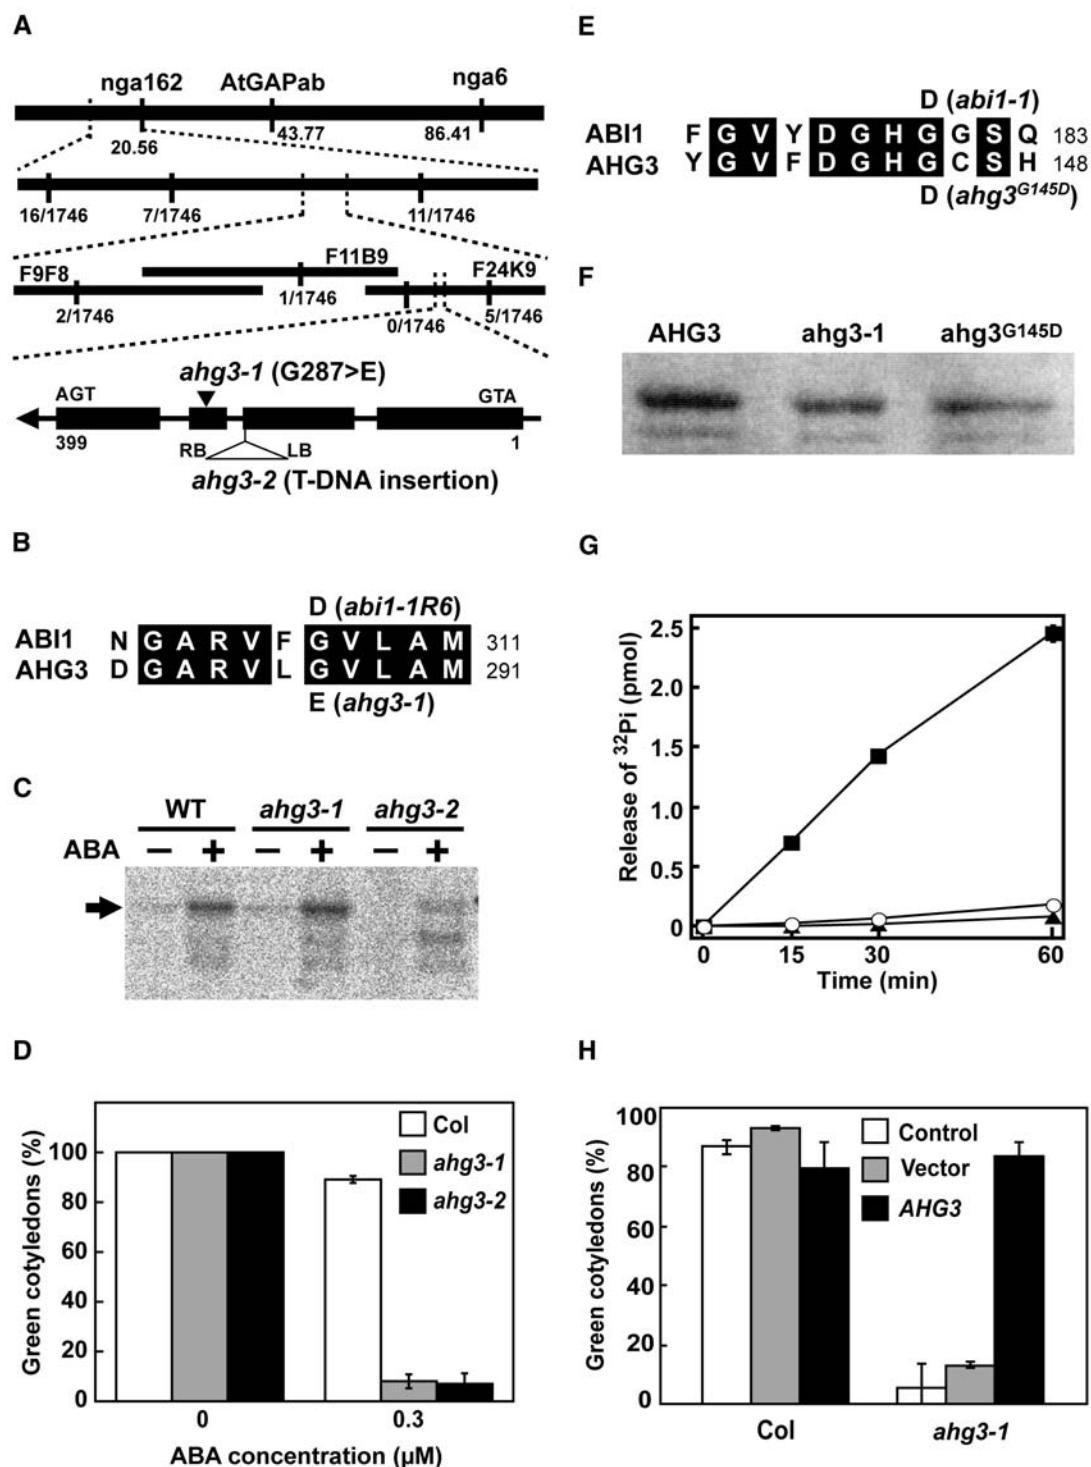 A
nga162
AtGAPab
nga6
20.56
43.77
86.41
16/1746
7/1746
11/1746
F9F8
F11B9
F24K9
2/1746
1/1746
0/1746
5/1746
ahg3-1 (G287>E)
AGT
GTA
399
1
RB
LB
ahg3-2 (T-DNA insertion)
B
D (abi1-1R6)
ABI1 N G A R V F G V L A M 311
AHG3 D G A R V L G V L A M 291
E (ahg3-1)
C
WT ahg3-1 ahg3-2
ABA − + − + − +
D
Green cotyledons (%)
100
80
60
40
20
0
Col
ahg3-1
ahg3-2
0 0.3
ABA concentration (µM)
E
D (abi1-1)
ABI1 F G V Y D G H G G S Q 183
AHG3 Y G V F D G H G C S H 148
D (ahg3G145D)
F
AHG3 ahg3-1 ahg3G145D
G
Release of 32Pi (pmol)
2.5
2.0
1.5
1.0
0.5
0
0 15 30 60
Time (min)
H
Green cotyledons (%)
100
80
60
40
20
0
Control
Vector
AHG3
Col ahg3-1